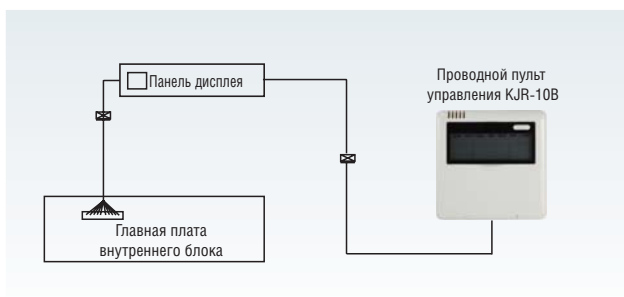 Панель дисплея
Проводной пульт
управления KJR-10B
Главная плата
внутреннего блока